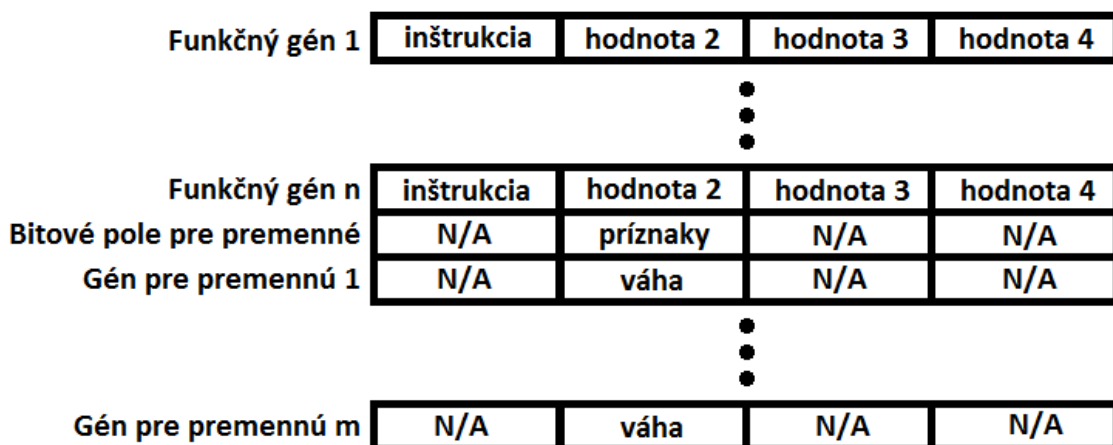 Funkčný gén 1 inštrukcia hodnota 2 hodnota 3 hodnota 4
Funkčný gén n inštrukcia hodnota 2 hodnota 3 hodnota 4
Bitové pole pre premenné N/A príznaky N/A N/A
Gén pre premennú 1 N/A váha N/A N/A
Gén pre premennú m N/A váha N/A N/A